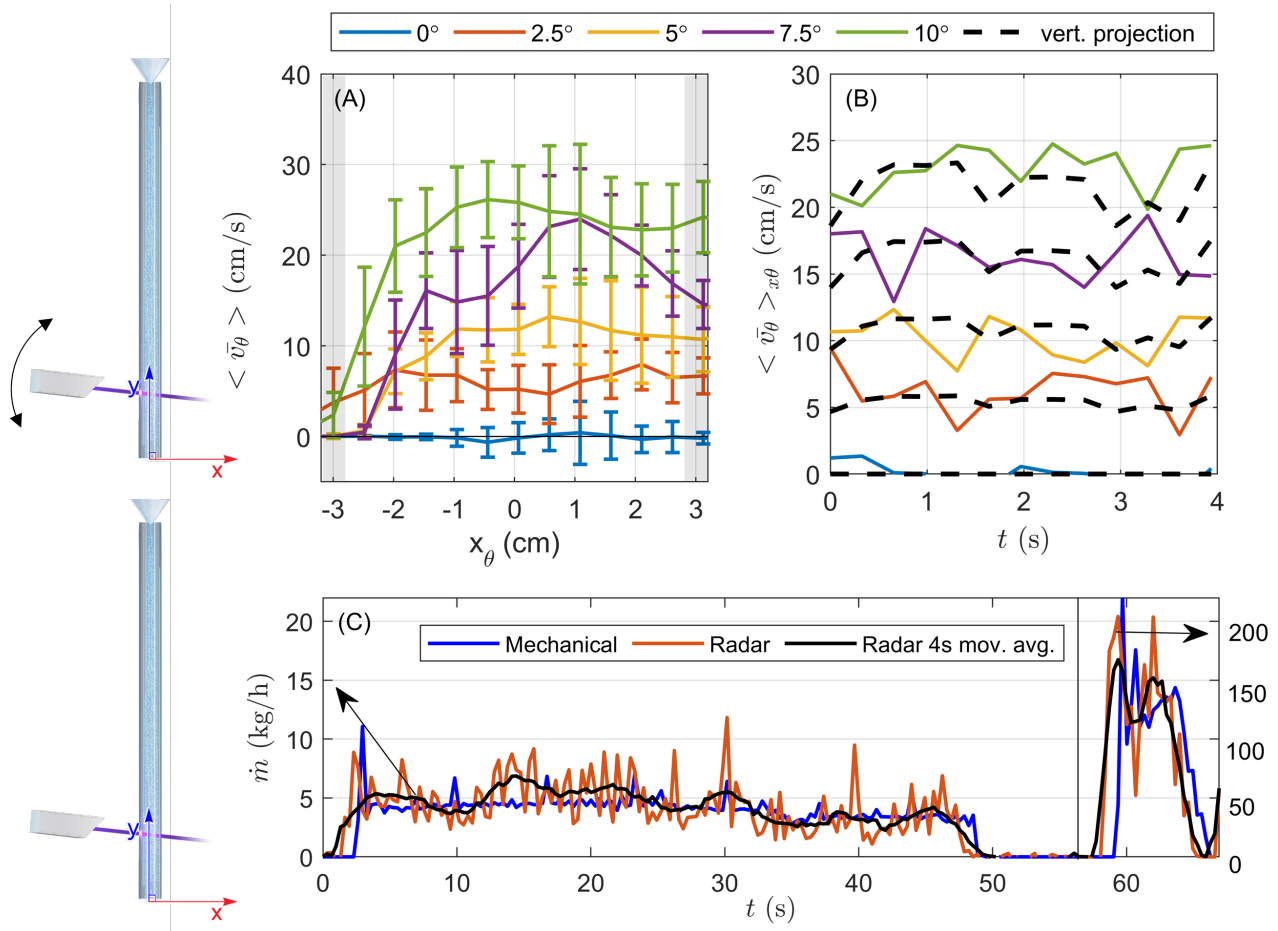 0° 2.5° 5° 7.5° 10° vert. projection
(A)
40
30
20
10
0
< v̄θ > (cm/s)
-3 -2 -1 0 1 2 3
xθ (cm)
(B)
30
25
20
15
10
5
0
< v̄θ >xθ (cm/s)
0 1 2 3 4
t (s)
y
x
(C)
Mechanical Radar Radar 4s mov. avg.
20
15
10
5
0
ṁ (kg/h)
200
150
100
50
0
0 10 20 30 40 50 60
t (s)
y
x